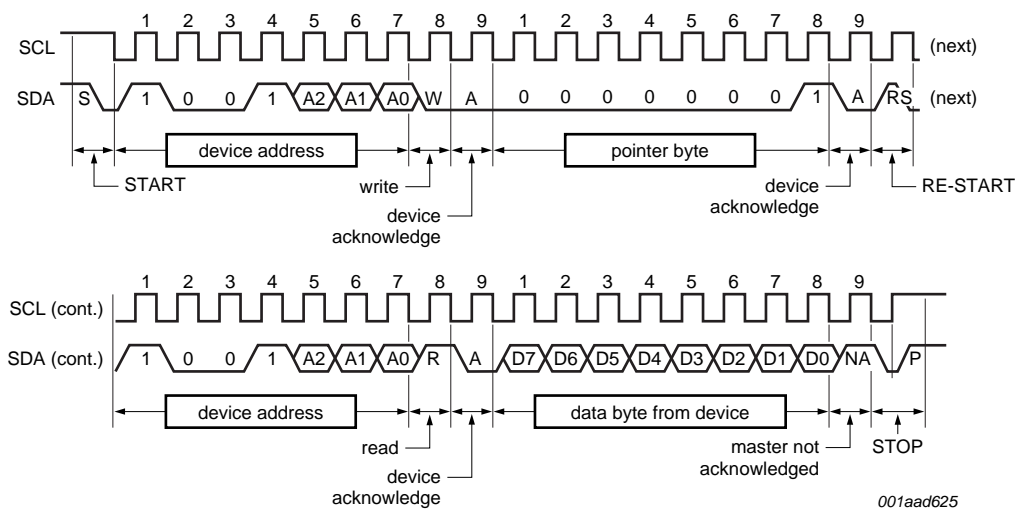 1 2 3 4 5 6 7 8 9 1 2 3 4 5 6 7 8 9
SCL (next)
SDA S 1 0 0 1 A2 A1 A0 W A 0 0 0 0 0 0 0 1 A RS (next)
device address pointer byte
START write device RE-START
device acknowledge
acknowledge
1 2 3 4 5 6 7 8 9 1 2 3 4 5 6 7 8 9
SCL (cont.)
SDA (cont.) 1 0 0 1 A2 A1 A0 R A D7 D6 D5 D4 D3 D2 D1 D0 NA P
device address data byte from device
read master not STOP
device acknowledged
acknowledge
001aad625